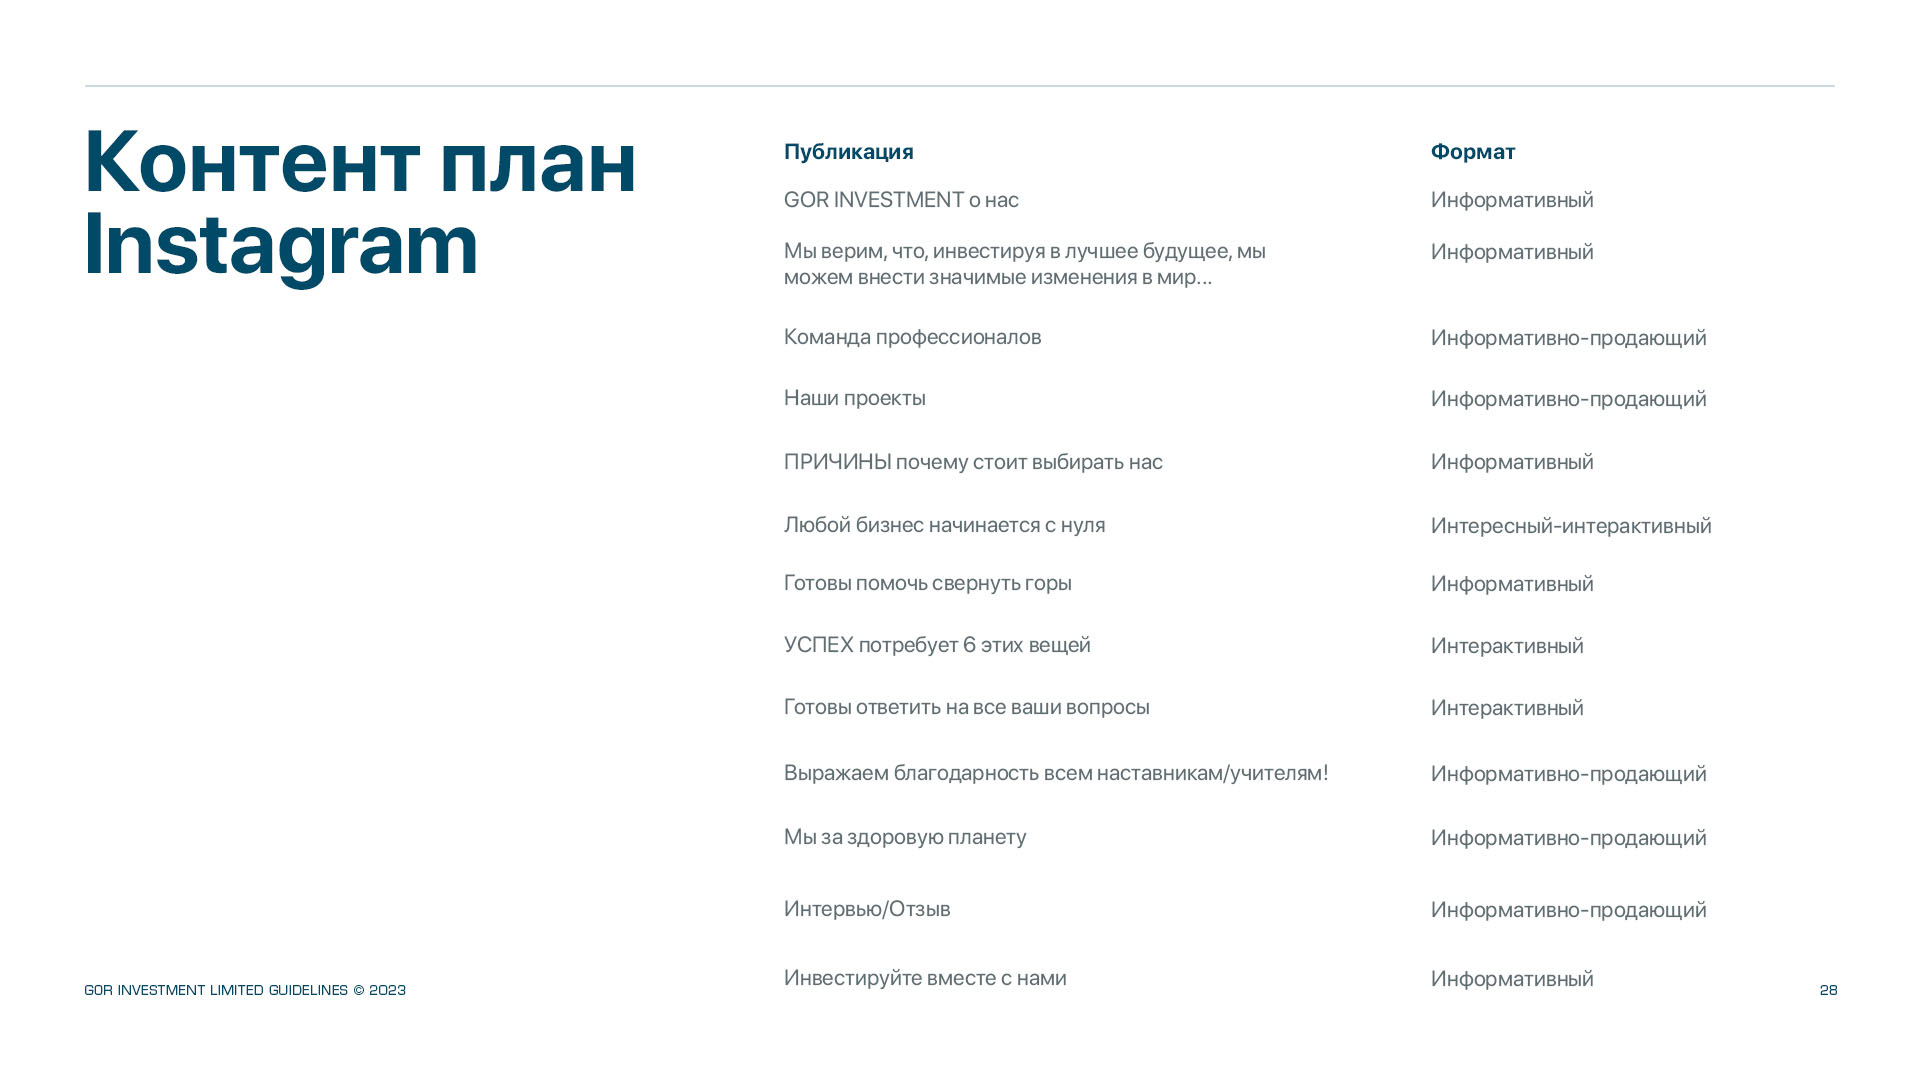 Контент план
Instagram
Публикация Формат
GOR INVESTMENT о нас Информативный
Мы верим, что, инвестируя в лучшее будущее, мы Информативный
можем внести значимые изменения в мир...
Команда профессионалов Информативно-продающий
Наши проекты Информативно-продающий
ПРИЧИНЫ почему стоит выбирать нас Информативный
Любой бизнес начинается с нуля Интересный-интерактивный
Готовы помочь свернуть горы Информативный
УСПЕХ потребует 6 этих вещей Интерактивный
Готовы ответить на все ваши вопросы Интерактивный
Выражаем благодарность всем наставникам/учителям! Информативно-продающий
Мы за здоровую планету Информативно-продающий
Интервью/Отзыв Информативно-продающий
Инвестируйте вместе с нами Информативный
GOR INVESTMENT LIMITED GUIDELINES © 2023 28